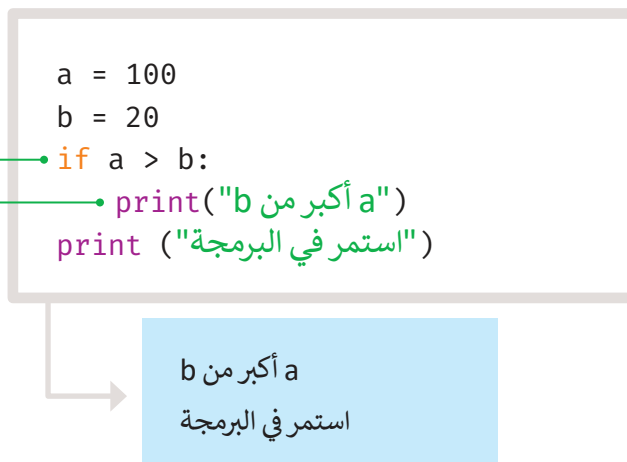 a = 100
b = 20
if a > b:
print("a أكبر من b")
print ("استمر في البرمجة")
a أكبر من b
استمر في البرمجة